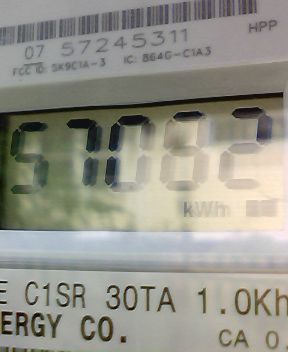 HPP
07 57245311
FCC ID: SK9C1A-3 IC: 864G-C1A3
57082
kWh
E C1SR 30TA 1.0Kh
ERGY CO. CA 0.